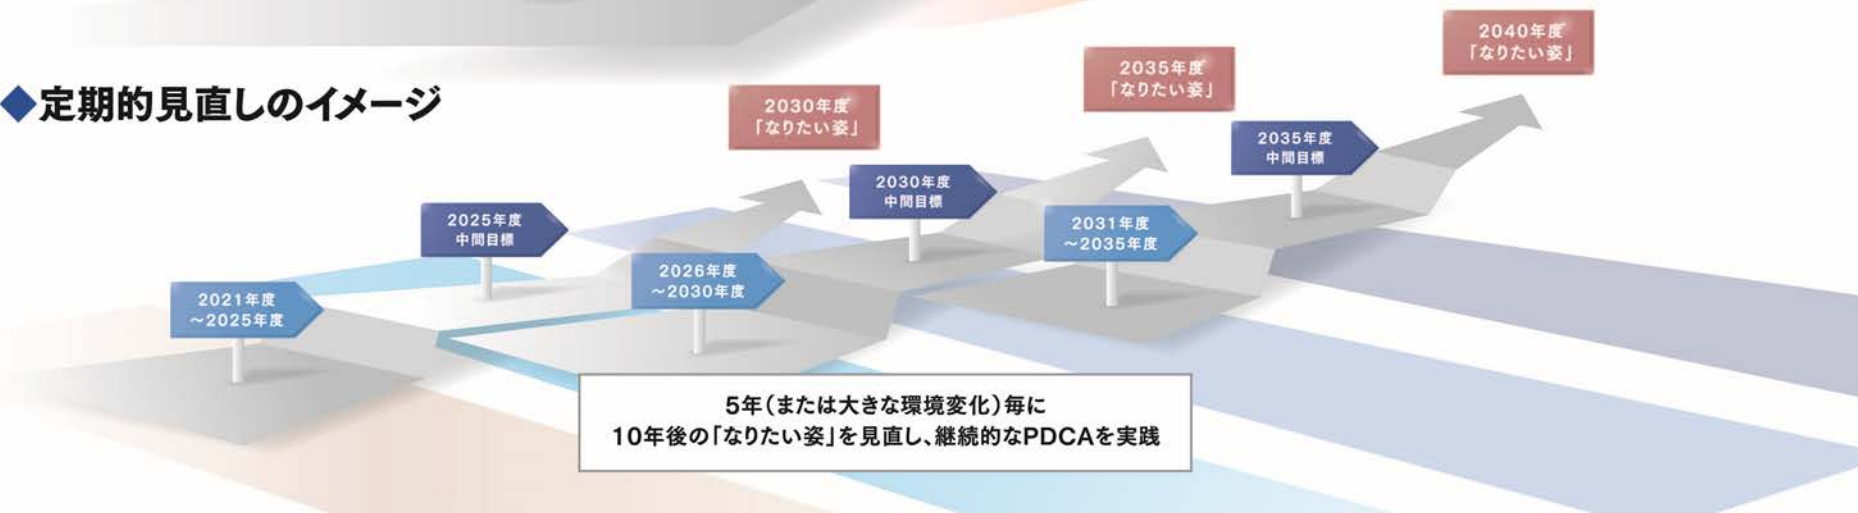 ◆定期的見直しのイメージ
2021年度
～2025年度
2025年度
中間目標
2030年度
「なりたい姿」
2026年度
～2030年度
2030年度
中間目標
2035年度
「なりたい姿」
2031年度
～2035年度
2035年度
中間目標
2040年度
「なりたい姿」
5年（または大きな環境変化）毎に
10年後の「なりたい姿」を見直し、継続的なPDCAを実践